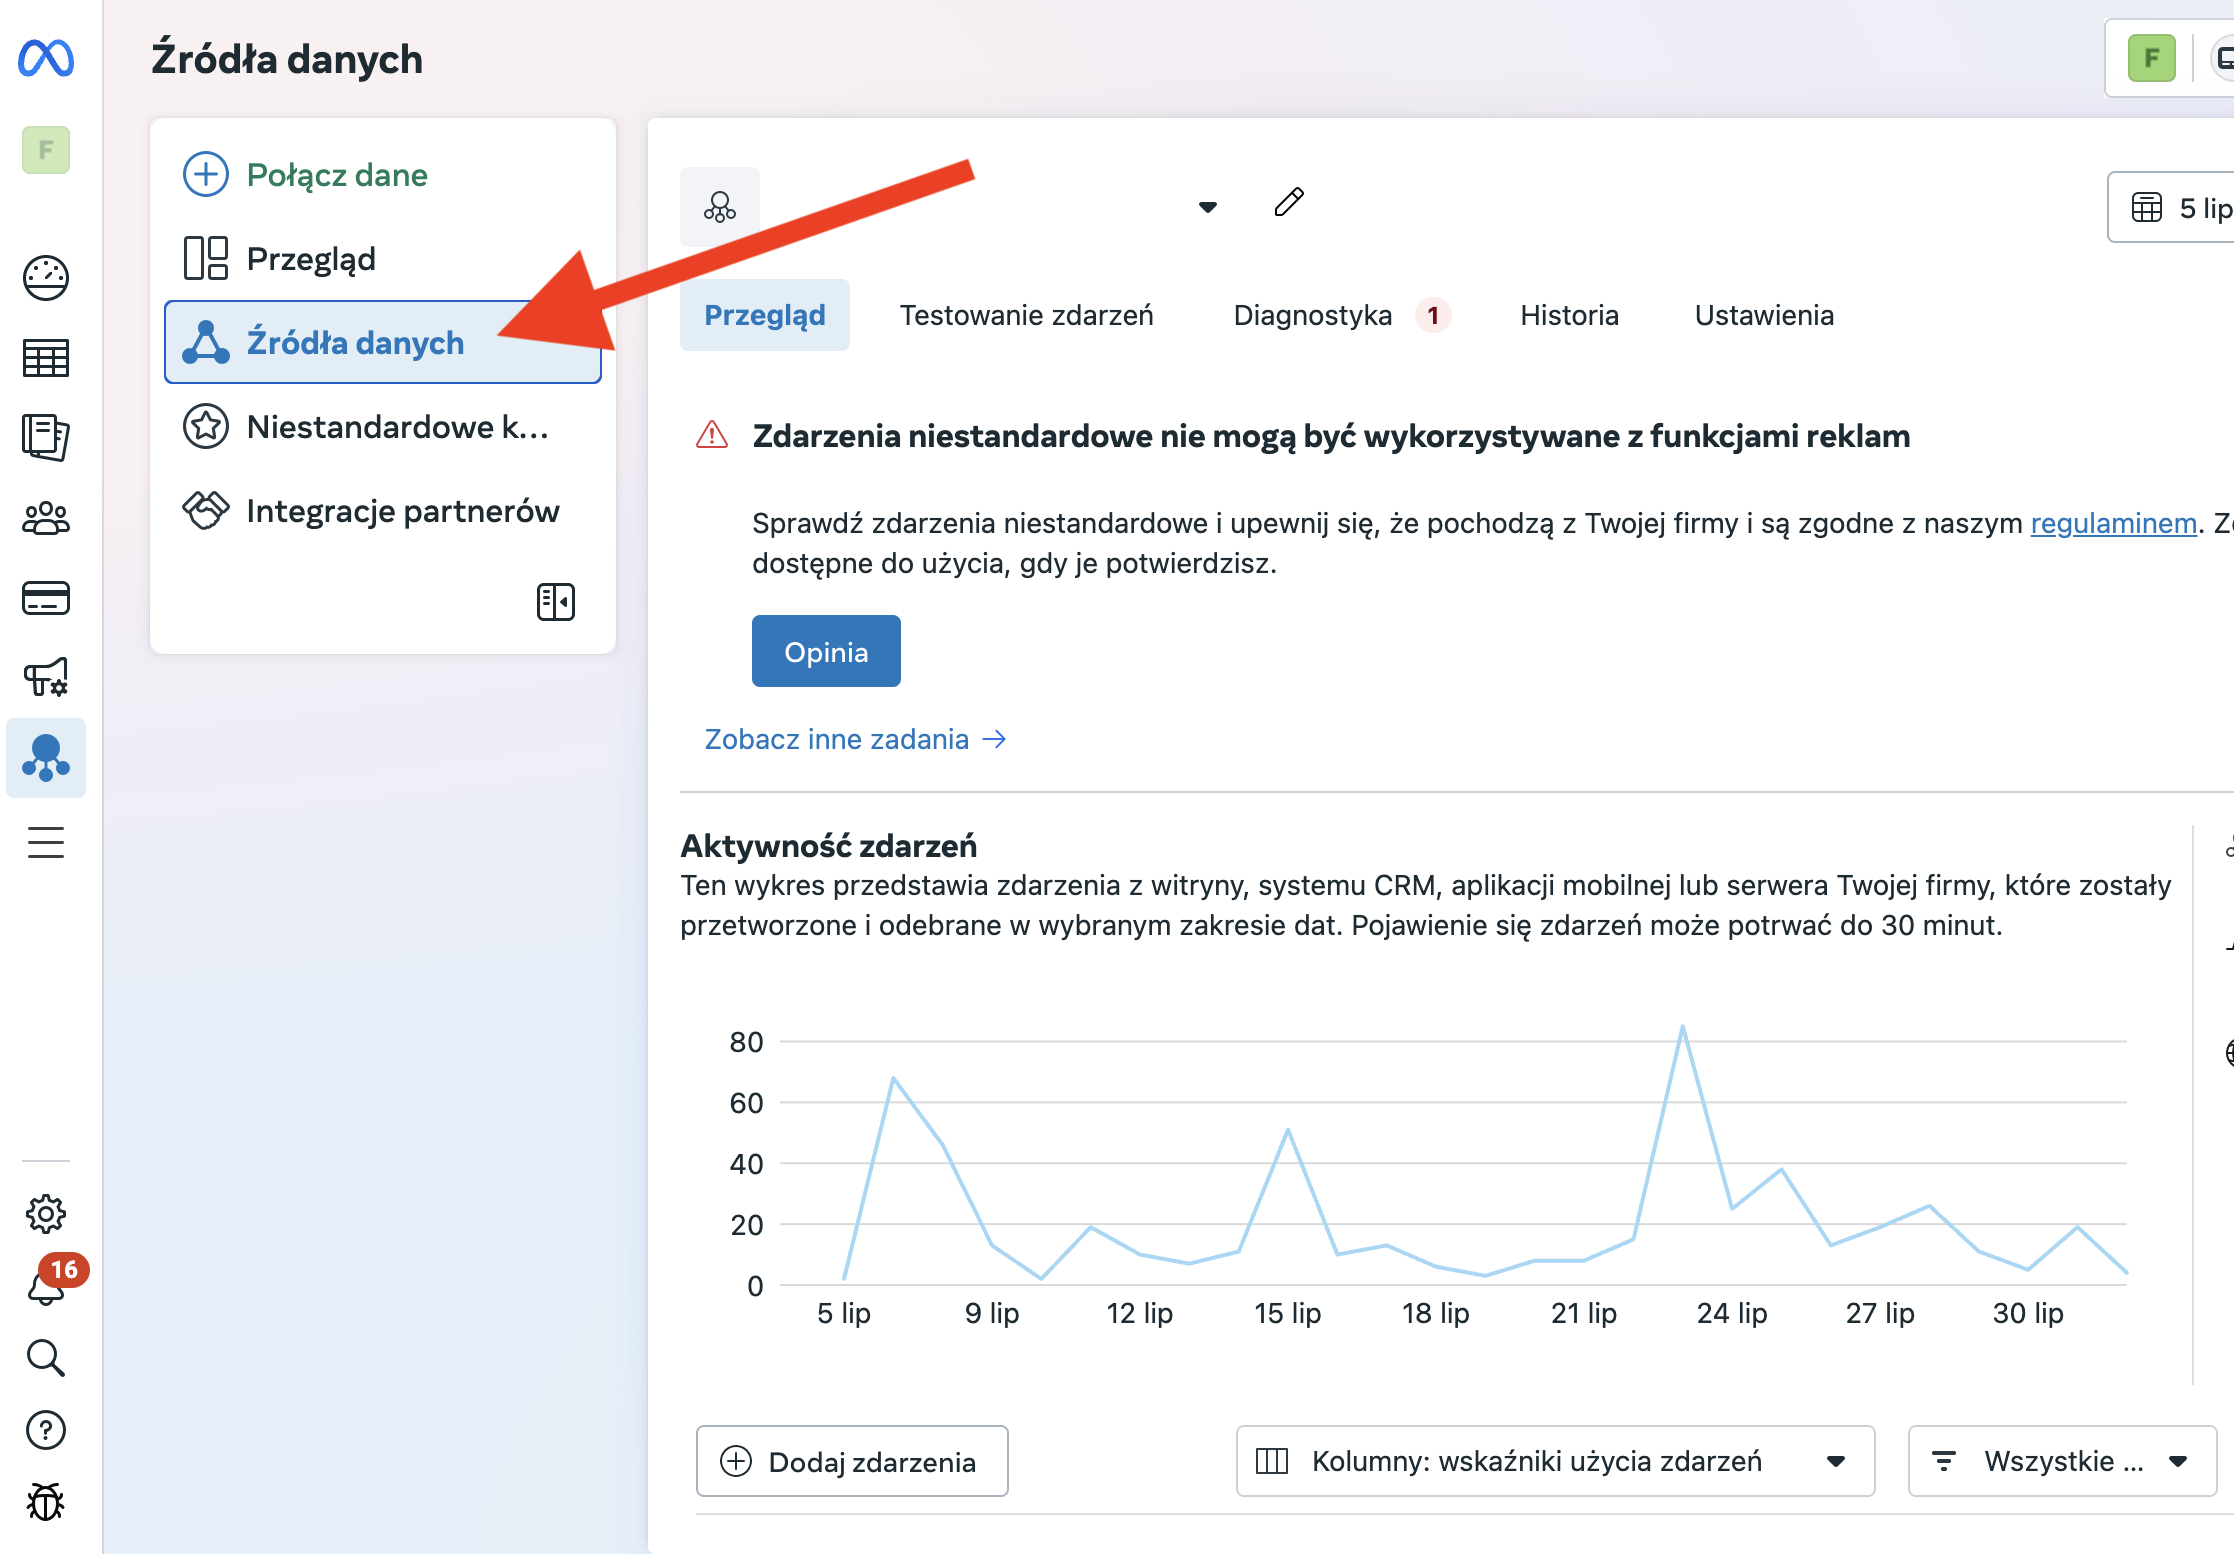 Źródła danych
F
F
Połącz dane
Przegląd
Źródła danych
Niestandardowe k...
Integracje partnerów
5 lip
Przegląd
Testowanie zdarzeń
Diagnostyka 1
Historia
Ustawienia
Zdarzenia niestandardowe nie mogą być wykorzystywane z funkcjami reklam
Sprawdź zdarzenia niestandardowe i upewnij się, że pochodzą z Twojej firmy i są zgodne z naszym regulaminem.
dostępne do użycia, gdy je potwierdzisz.
Opinia
Zobacz inne zadania
Aktywność zdarzeń
Ten wykres przedstawia zdarzenia z witryny, systemu CRM, aplikacji mobilnej lub serwera Twojej firmy, które zostały
przetworzone i odebrane w wybranym zakresie dat. Pojawienie się zdarzeń może potrwać do 30 minut.
80
60
40
20
0
5 lip 9 lip 12 lip 15 lip 18 lip 21 lip 24 lip 27 lip 30 lip
16
Dodaj zdarzenia
Kolumny: wskaźniki użycia zdarzeń
Wszystkie ...